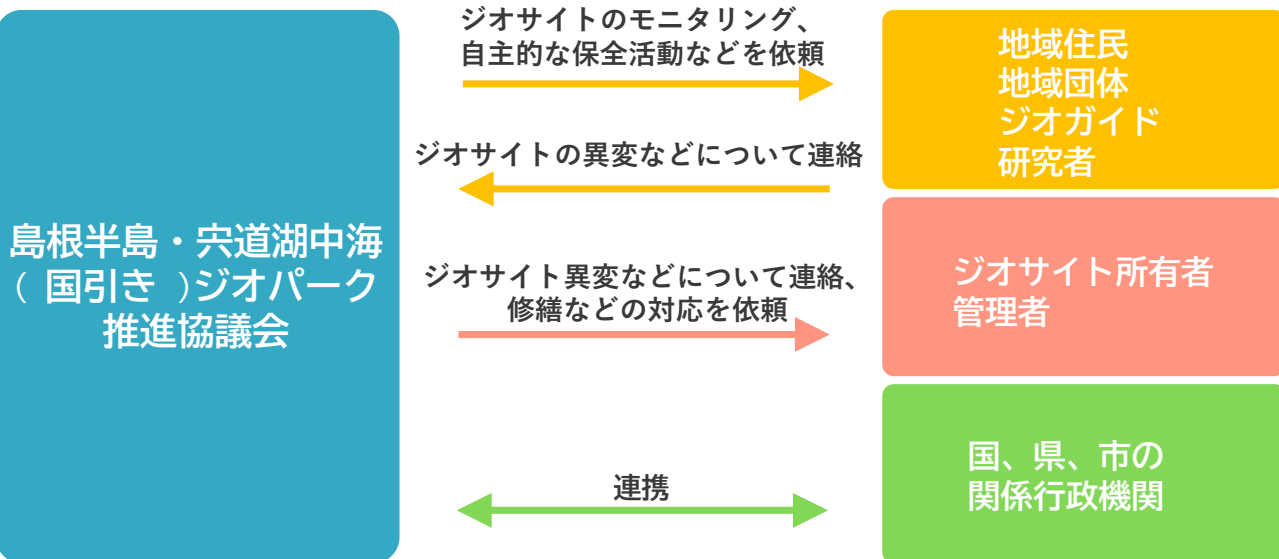 島根半島・宍道湖中海
（ 国引き ）ジオパーク
推進協議会
ジオサイトのモニタリング、
自主的な保全活動などを依頼
ジオサイトの異変などについて連絡
地域住民
地域団体
ジオガイド
研究者
ジオサイト異変などについて連絡、
修繕などの対応を依頼
ジオサイト所有者
管理者
連携
国、県、市の
関係行政機関